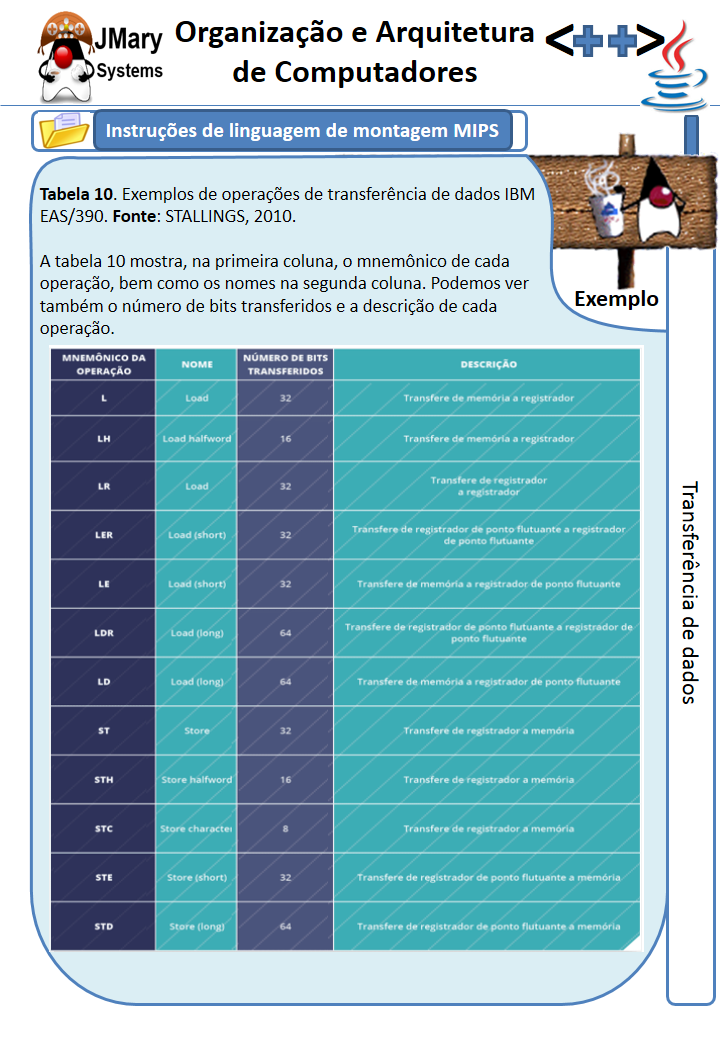 JMary
Systems
Organização e Arquitetura
de Computadores
<++>
Instruções de linguagem de montagem MIPS
Tabela 10. Exemplos de operações de transferência de dados IBM
EAS/390. Fonte: STALLINGS, 2010.
A tabela 10 mostra, na primeira coluna, o mnemônico de cada
operação, bem como os nomes na segunda coluna. Podemos ver
também o número de bits transferidos e a descrição de cada
operação.
Exemplo
MNEMÔNICO DA OPERAÇÃO NOME NÚMERO DE BITS TRANSFERIDOS DESCRIÇÃO
L Load 32 Transfere de memória a registrador
LH Load halfword 16 Transfere de memória a registrador
LR Load 32 Transfere de registrador a registrador
LER Load (short) 32 Transfere de registrador de ponto flutuante a registrador de ponto flutuante
LE Load (short) 32 Transfere de memória a registrador de ponto flutuante
LDR Load (long) 64 Transfere de registrador de ponto flutuante a registrador de ponto flutuante
LD Load (long) 64 Transfere de memória a registrador de ponto flutuante
ST Store 32 Transfere de registrador a memória
STH Store halfword 16 Transfere de registrador a memória
STC Store character 8 Transfere de registrador a memória
STE Store (short) 32 Transfere de registrador de ponto flutuante a memória
STD Store (long) 64 Transfere de registrador de ponto flutuante a memória
Transferência de dados